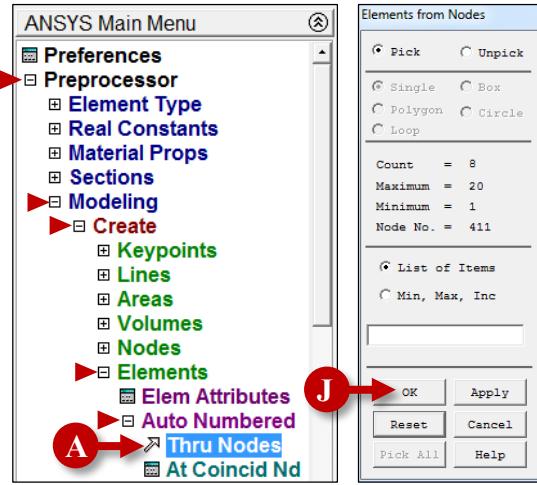 ANSYS Main Menu
Preferences
Preprocessor
Element Type
Real Constants
Material Props
Sections
Modeling
Create
Keypoints
Lines
Areas
Volumes
Nodes
Elements
Elem Attributes
Auto Numbered
A Thru Nodes
At Coincid Nd
Elements from Nodes
Pick Unpick
Single Box
Polygon Circle
Loop
Count = 8
Maximum = 20
Minimum = 1
Node No. = 411
List of Items
Min, Max, Inc
J OK Apply
Reset Cancel
Pick All Help